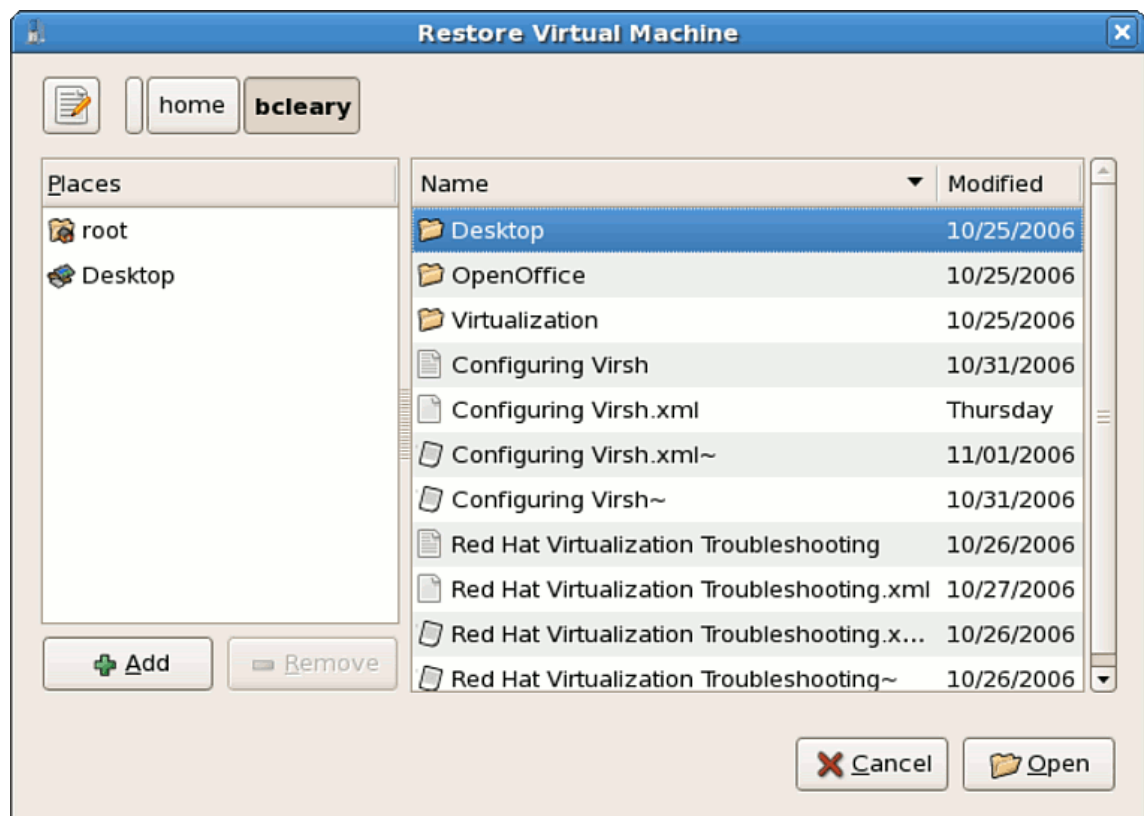 Restore Virtual Machine
home bcleary
Places
root
Desktop
Name Modified
Desktop 10/25/2006
OpenOffice 10/25/2006
Virtualization 10/25/2006
Configuring Virsh 10/31/2006
Configuring Virsh.xml Thursday
Configuring Virsh.xml~ 11/01/2006
Configuring Virsh~ 10/31/2006
Red Hat Virtualization Troubleshooting 10/26/2006
Red Hat Virtualization Troubleshooting.xml 10/27/2006
Red Hat Virtualization Troubleshooting.x... 10/26/2006
Red Hat Virtualization Troubleshooting~ 10/26/2006
Add Remove
Cancel Open